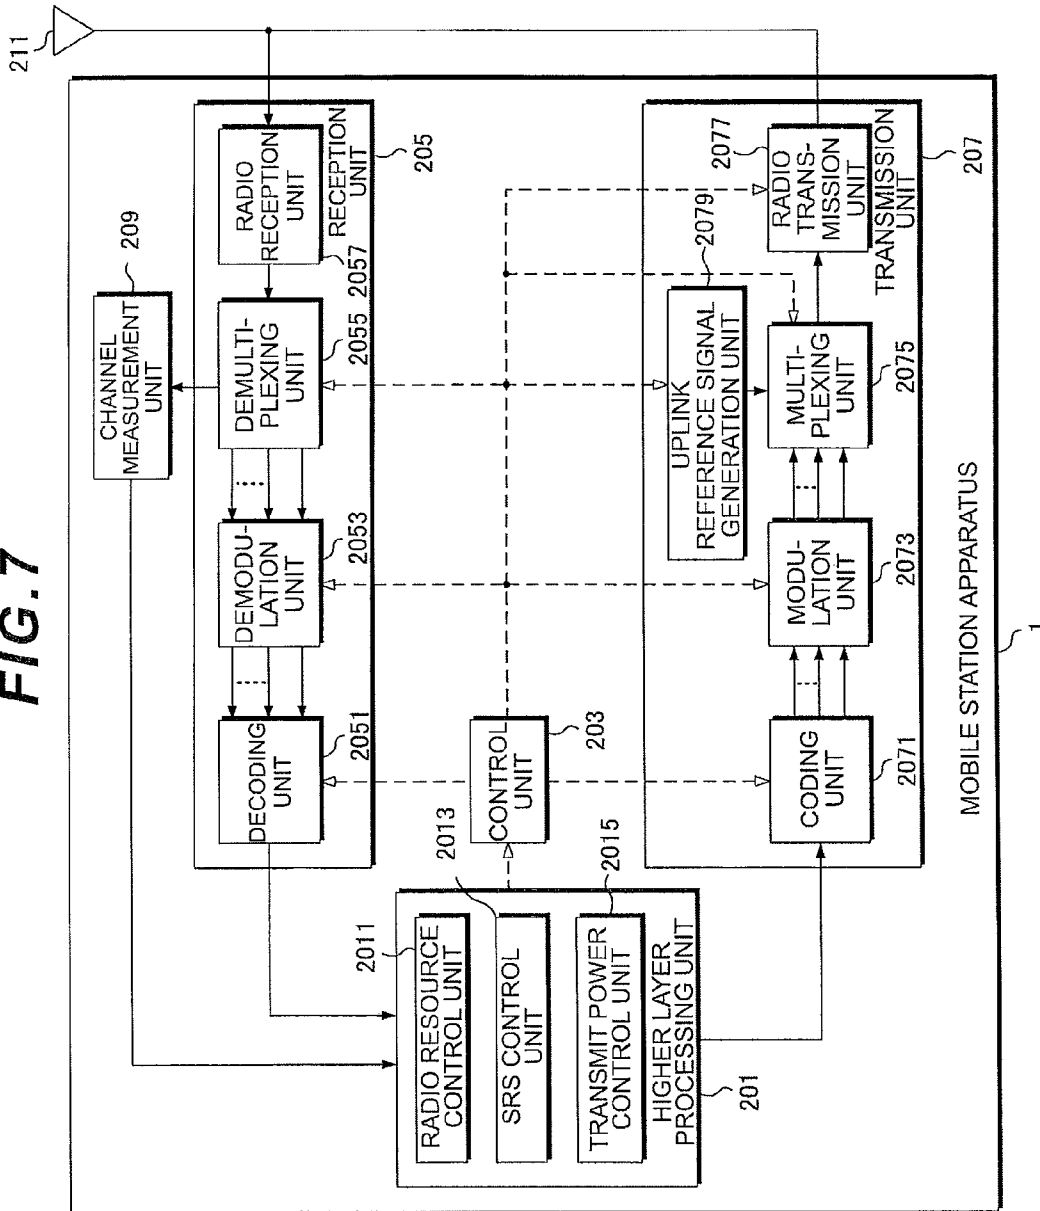 FIG.7
211
MOBILE STATION APPARATUS
1
CHANNEL
MEASUREMENT
UNIT
209
RECEPTION
UNIT
205
RADIO
RECEPTION
UNIT
2057
DEMULTI-
PLEXING
UNIT
2055
DEMODU-
LATION
UNIT
2053
DECODING
UNIT
2051
CONTROL
UNIT
203
RADIO RESOURCE
CONTROL UNIT
2011
SRS CONTROL
UNIT
2013
TRANSMIT POWER
CONTROL UNIT
2015
HIGHER LAYER
PROCESSING UNIT
201
UPLINK
REFERENCE SIGNAL
GENERATION UNIT
2079
CODING
UNIT
2071
MODU-
LATION
UNIT
2073
MULTI-
PLEXING
UNIT
2075
RADIO
TRANS-
MISSION
UNIT
2077
TRANSMISSION
UNIT
207